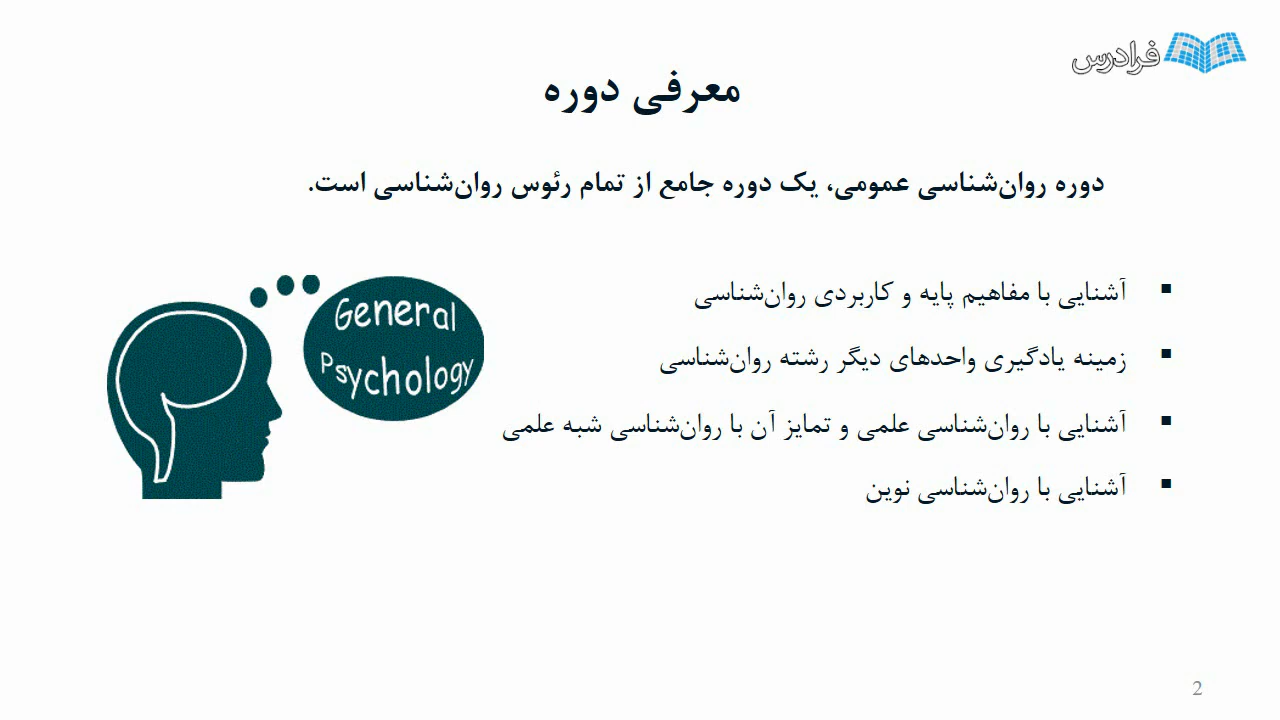 فرادرس
معرفی دوره
دوره روان‌شناسی عمومی، یک دوره جامع از تمام رئوس روان‌شناسی است.
آشنایی با مفاهیم پایه و کاربردی روان‌شناسی
زمینه یادگیری واحدهای دیگر رشته روان‌شناسی
آشنایی با روان‌شناسی علمی و تمایز آن با روان‌شناسی شبه علمی
آشنایی با روان‌شناسی نوین
General
Psychology
2